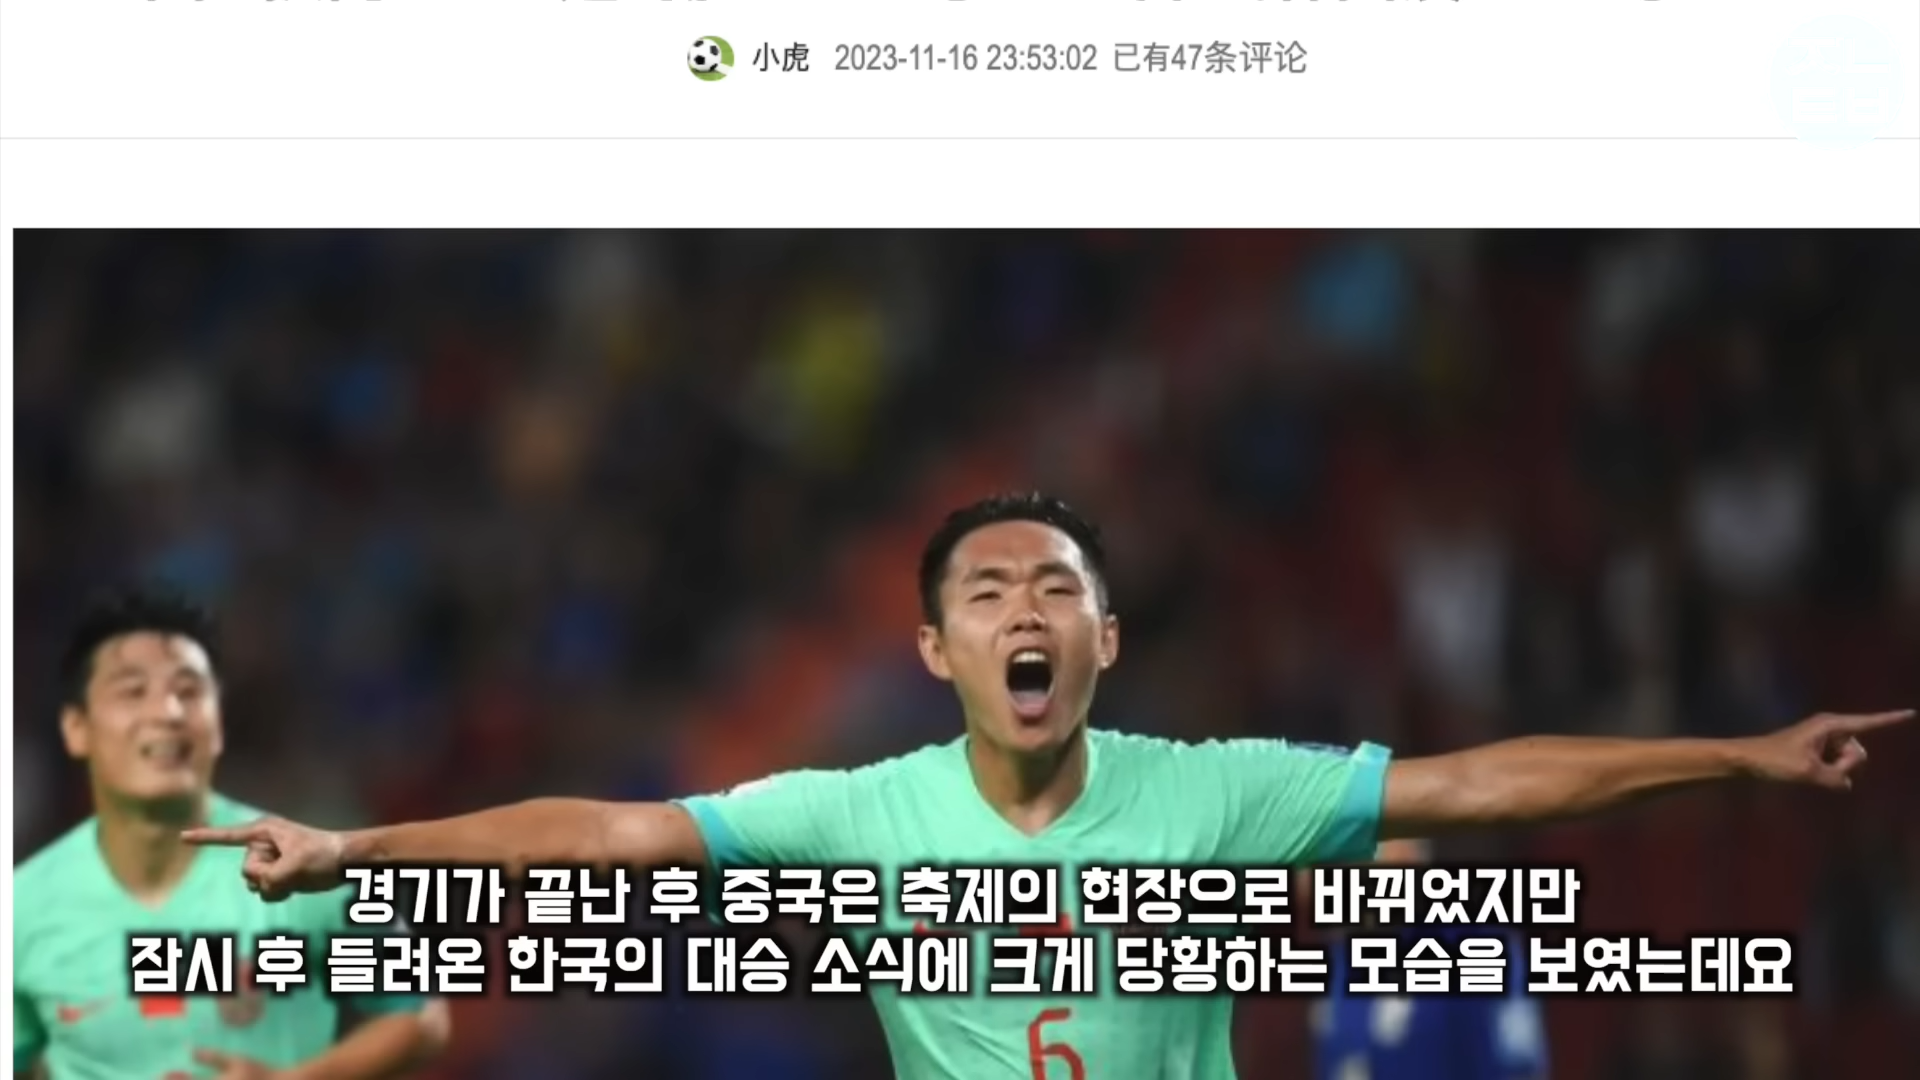 小虎 2023-11-16 23:53:02 已有47条评论
경기가 끝난 후 중국은 축제의 현장으로 바뀌었지만
잠시 후 들려온 한국의 대승 소식에 크게 당황하는 모습을 보였는데요
6